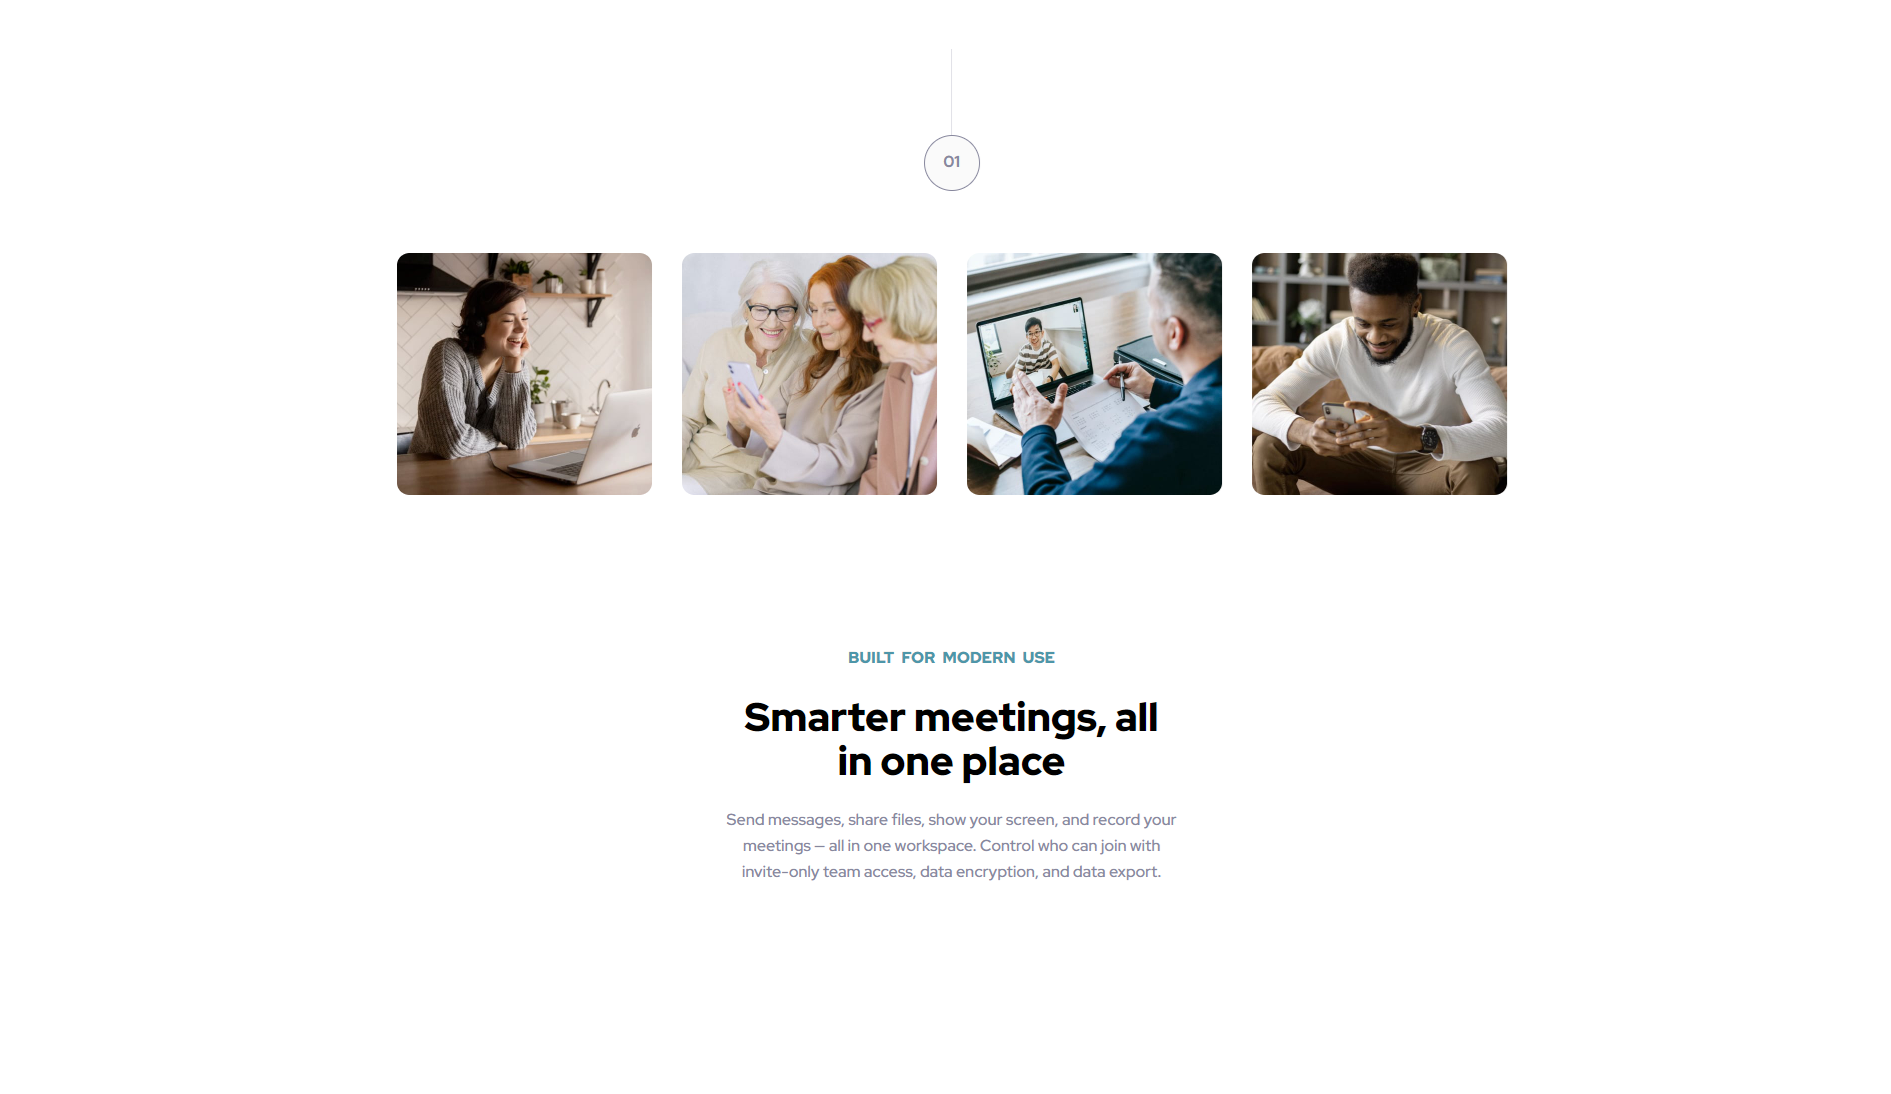 01
BUILT FOR MODERN USE
Smarter meetings, all
in one place
Send messages, share files, show your screen, and record your
meetings — all in one workspace. Control who can join with
invite-only team access, data encryption, and data export.